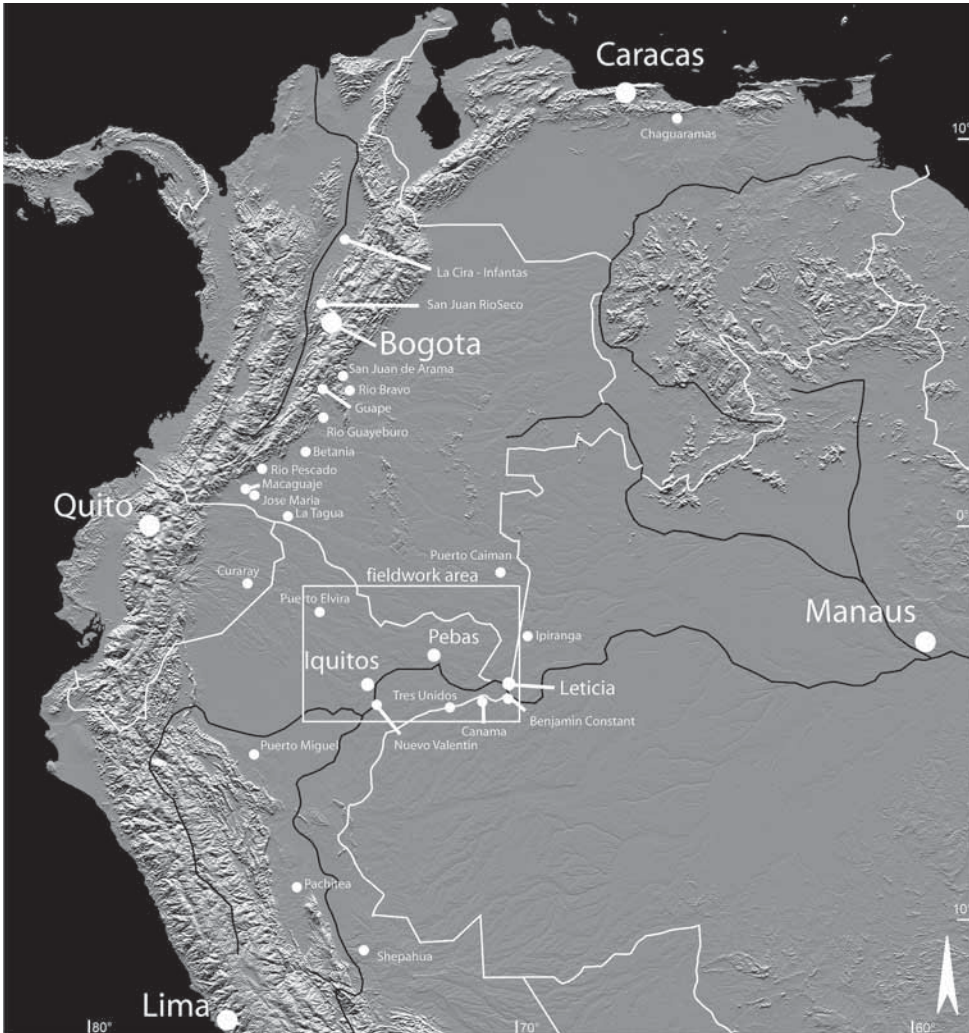 Caracas
Chaguaramas
10°
La Cira - Infantas
San Juan RioSeco
Bogota
San Juan de Arama
Rio Bravo
Guape
Rio Guayeburo
Betania
Rio Pescado
Macaguaje
Jose Maria
Quito
La Tagua
0°
Puerto Caiman
Curaray
fieldwork area
Puerto Elvira
Manaus
Ipiranga
Pebas
Iquitos
Leticia
Tres Unidos
Benjamin Constant
Canama
Nuevo Valentin
Puerto Miguel
Pachitea
10°
Shepahua
Lima
80°
70°
60°